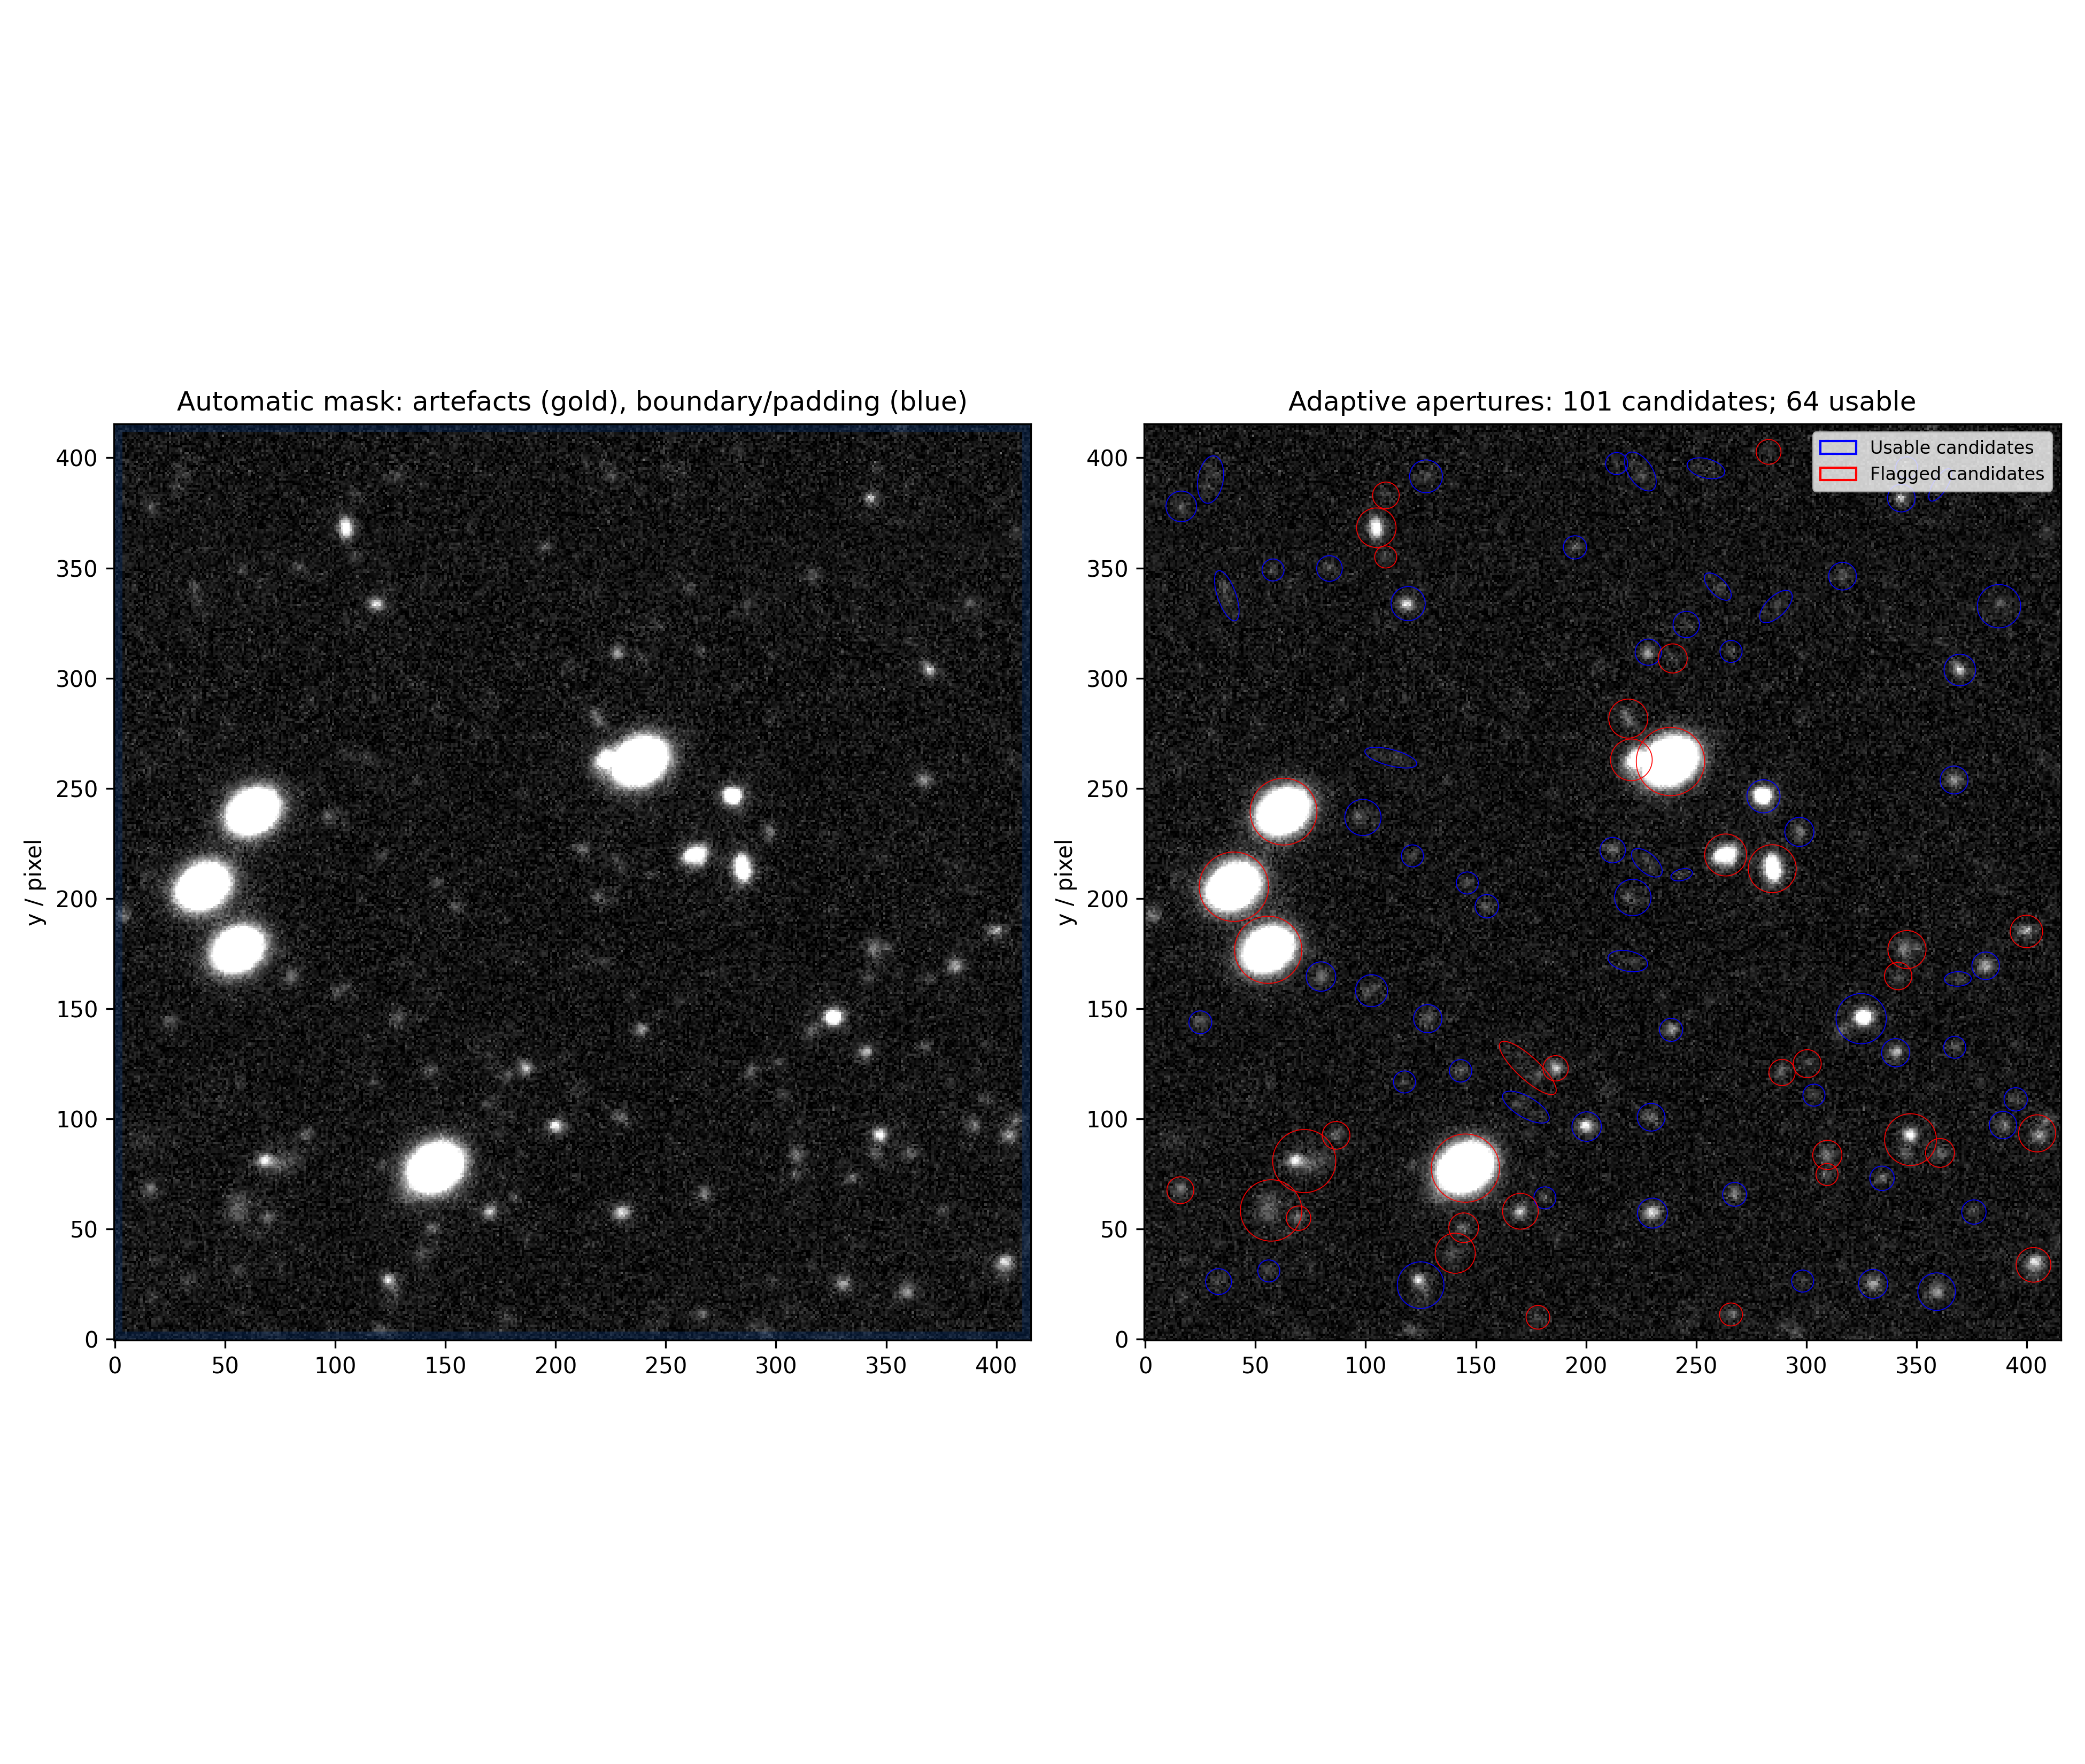 Automatic mask: artefacts (gold), boundary/padding (blue)
Adaptive apertures: 101 candidates; 64 usable
Usable candidates
Flagged candidates
y / pixel
400
350
300
250
200
150
100
50
0
0 50 100 150 200 250 300 350 400
y / pixel
400
350
300
250
200
150
100
50
0
0 50 100 150 200 250 300 350 400